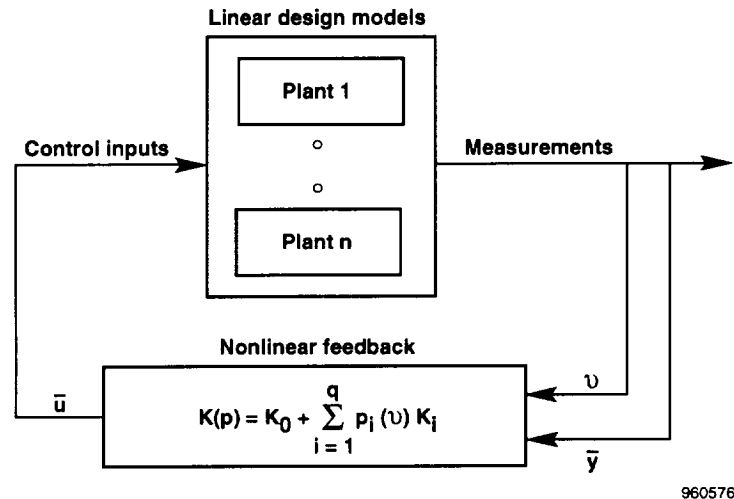 Linear design models
Plant 1
Control inputs
Measurements
Plant n
Nonlinear feedback
υ
u̅
q
K(p) = K₀ + ∑ pᵢ (υ) Kᵢ
i = 1
y̅
960576